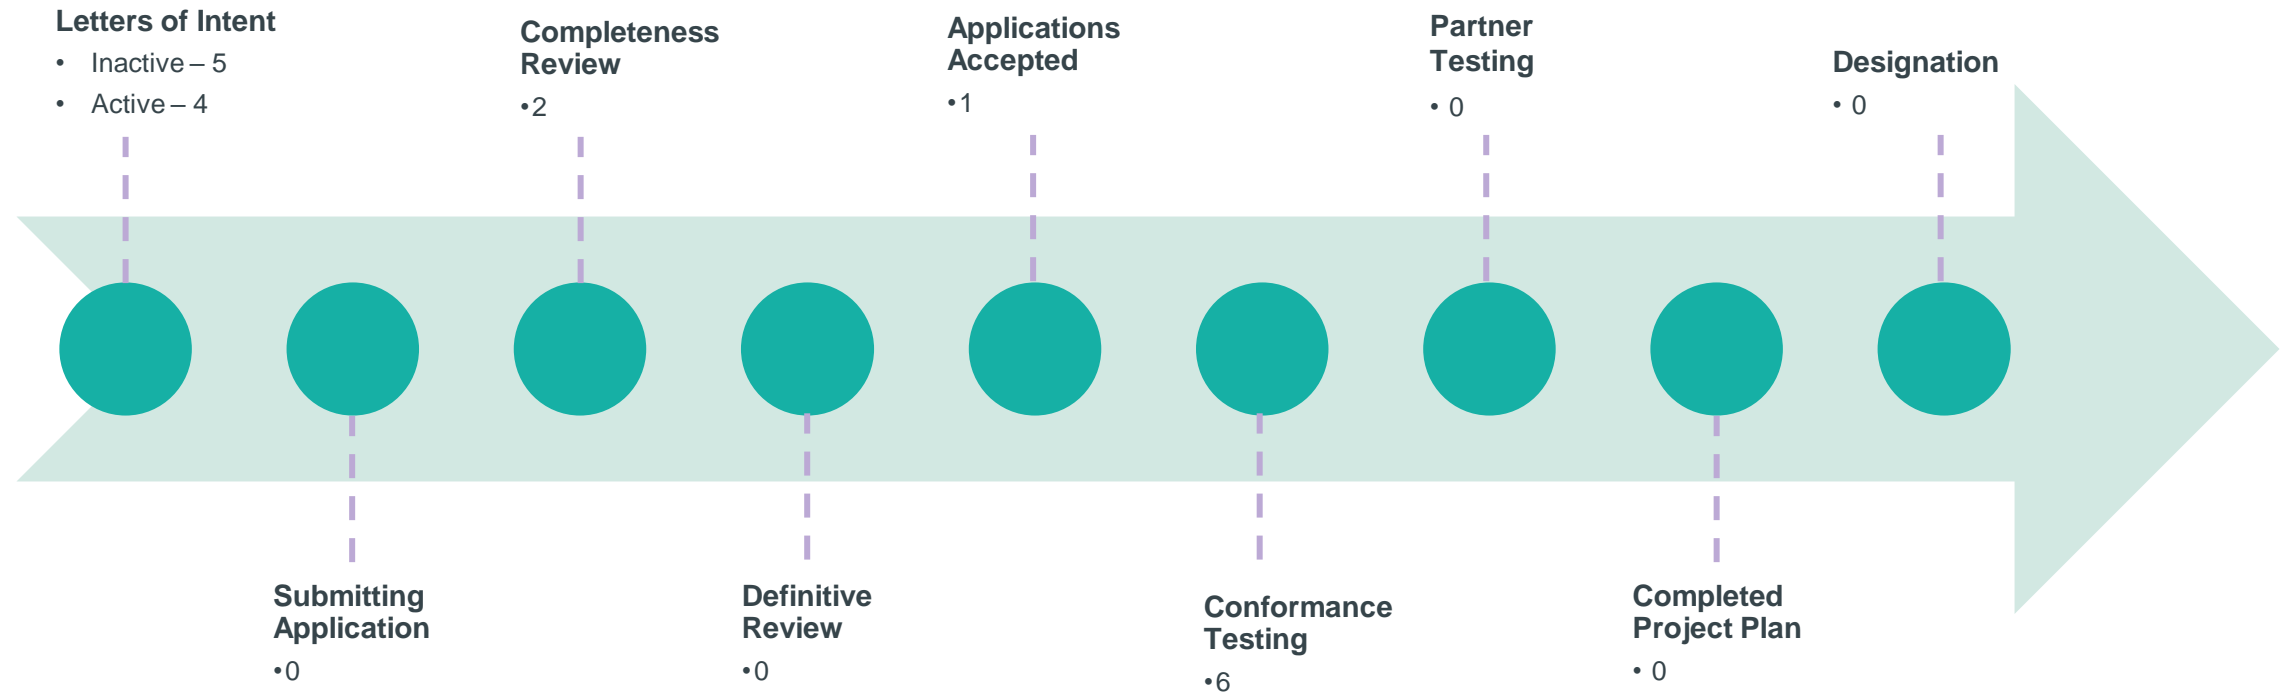 Letters of Intent
• Inactive – 5
• Active – 4
Completeness
Review
•2
Applications
Accepted
•1
Partner
Testing
• 0
Designation
• 0
Submitting
Application
•0
Definitive
Review
•0
Conformance
Testing
•6
Completed
Project Plan
• 0